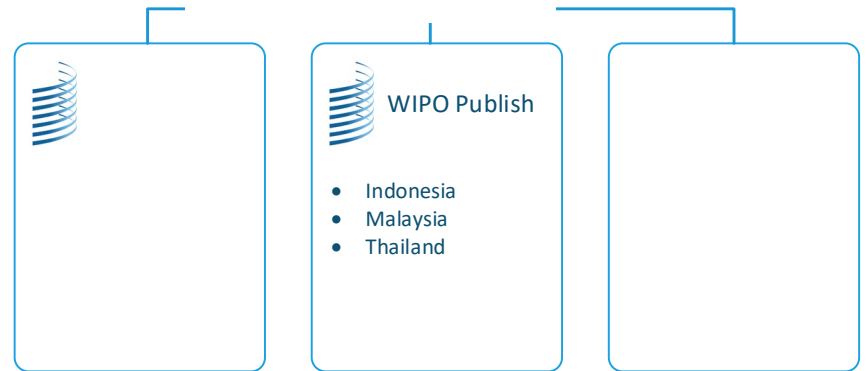 WIPO Publish
● Indonesia
● Malaysia
● Thailand